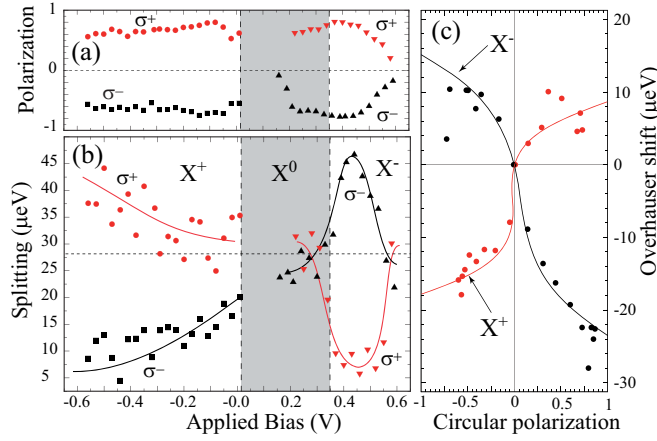 1
0
-1
Polarization
σ+
σ−
(a)
σ+
σ−
45
40
35
30
25
20
15
10
5
Splitting (μeV)
(b)
X+
X0
X-
σ+
σ−
σ−
σ+
-0.6
-0.4
-0.2
0.0
0.2
0.4
0.6
Applied Bias (V)
(c)
X-
X+
20
10
0
-10
-20
-30
Overhauser shift (μeV)
-1
-0.5
0
0.5
1
Circular polarization